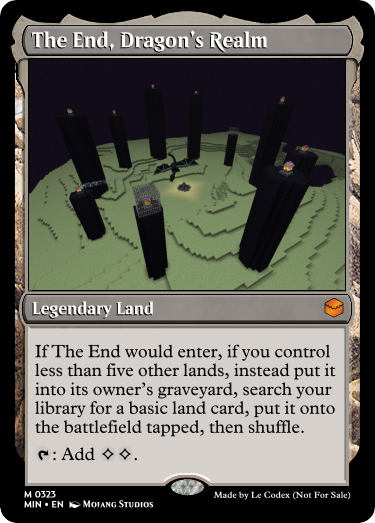 The End, Dragon's Realm
Legendary Land
If The End would enter, if you control
less than five other lands, instead put it
into its owner's graveyard, search your
library for a basic land card, put it onto
the battlefield tapped, then shuffle.
: Add .
M 0323
MIN • EN Mojang Studios
Made by Le Codex (Not For Sale)